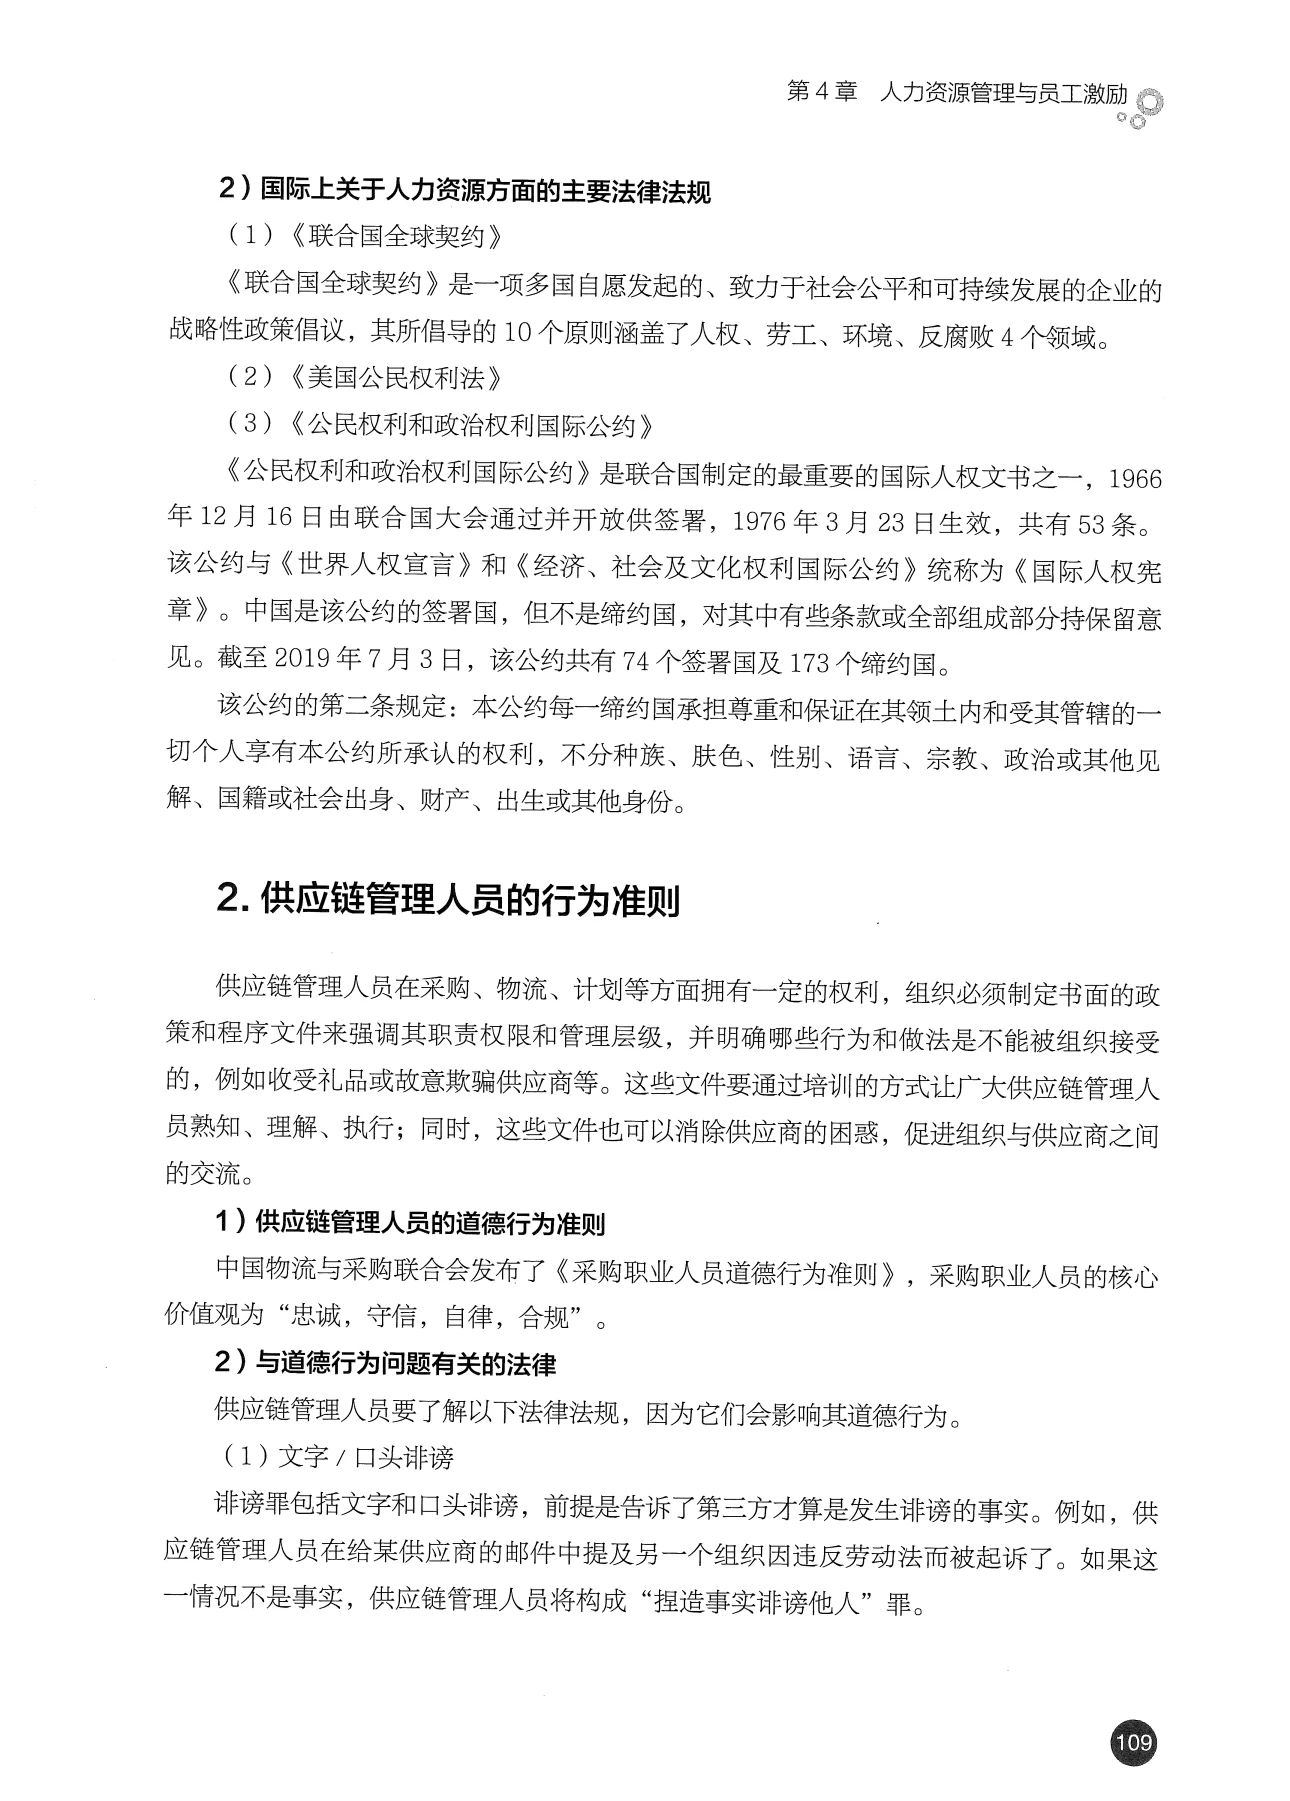 第 4 章　人力资源管理与员工激励
2）国际上关于人力资源方面的主要法律法规
（1）《联合国全球契约》
《联合国全球契约》是一项多国自愿发起的、致力于社会公平和可持续发展的企业的
战略性政策倡议，其所倡导的 10 个原则涵盖了人权、劳工、环境、反腐败 4 个领域。
（2）《美国公民权利法》
（3）《公民权利和政治权利国际公约》
《公民权利和政治权利国际公约》是联合国制定的最重要的国际人权文书之一，1966
年 12 月 16 日由联合国大会通过并开放供签署，1976 年 3 月 23 日生效，共有 53 条。
该公约与《世界人权宣言》和《经济、社会及文化权利国际公约》统称为《国际人权宪
章》。中国是该公约的签署国，但不是缔约国，对其中有些条款或全部组成部分持保留意
见。截至 2019 年 7 月 3 日，该公约共有 74 个签署国及 173 个缔约国。
该公约的第二条规定：本公约每一缔约国承担尊重和保证在其领土内和受其管辖的一
切个人享有本公约所承认的权利，不分种族、肤色、性别、语言、宗教、政治或其他见
解、国籍或社会出身、财产、出生或其他身份。
2. 供应链管理人员的行为准则
供应链管理人员在采购、物流、计划等方面拥有一定的权利，组织必须制定书面的政
策和程序文件来强调其职责权限和管理层级，并明确哪些行为和做法是不能被组织接受
的，例如收受礼品或故意欺骗供应商等。这些文件要通过培训的方式让广大供应链管理人
员熟知、理解、执行；同时，这些文件也可以消除供应商的困惑，促进组织与供应商之间
的交流。
1）供应链管理人员的道德行为准则
中国物流与采购联合会发布了《采购职业人员道德行为准则》，采购职业人员的核心
价值观为“忠诚，守信，自律，合规”。
2）与道德行为问题有关的法律
供应链管理人员要了解以下法律法规，因为它们会影响其道德行为。
（1）文字 / 口头诽谤
诽谤罪包括文字和口头诽谤，前提是告诉了第三方才算是发生诽谤的事实。例如，供
应链管理人员在给某供应商的邮件中提及另一个组织因违反劳动法而被起诉了。如果这
一情况不是事实，供应链管理人员将构成“捏造事实诽谤他人”罪。
109